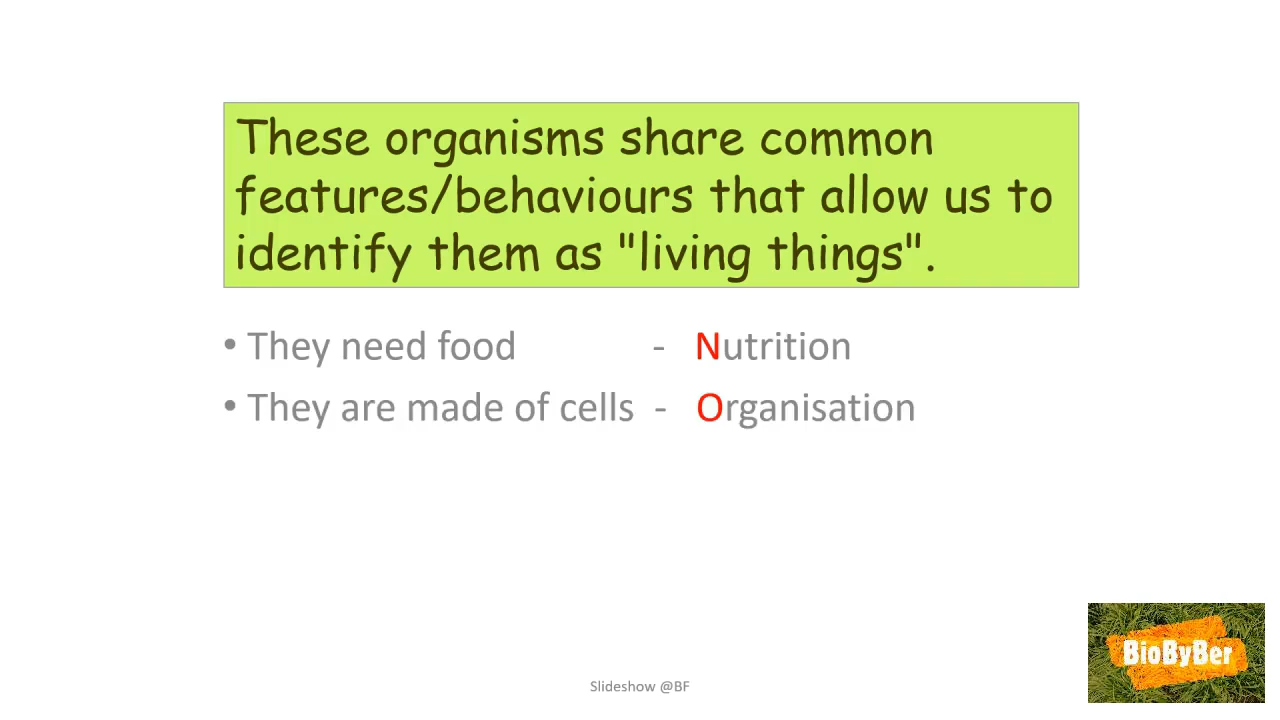 These organisms share common
features/behaviours that allow us to
identify them as "living things".
• They need food - Nutrition
• They are made of cells - Organisation
BioByBer
Slideshow @BF